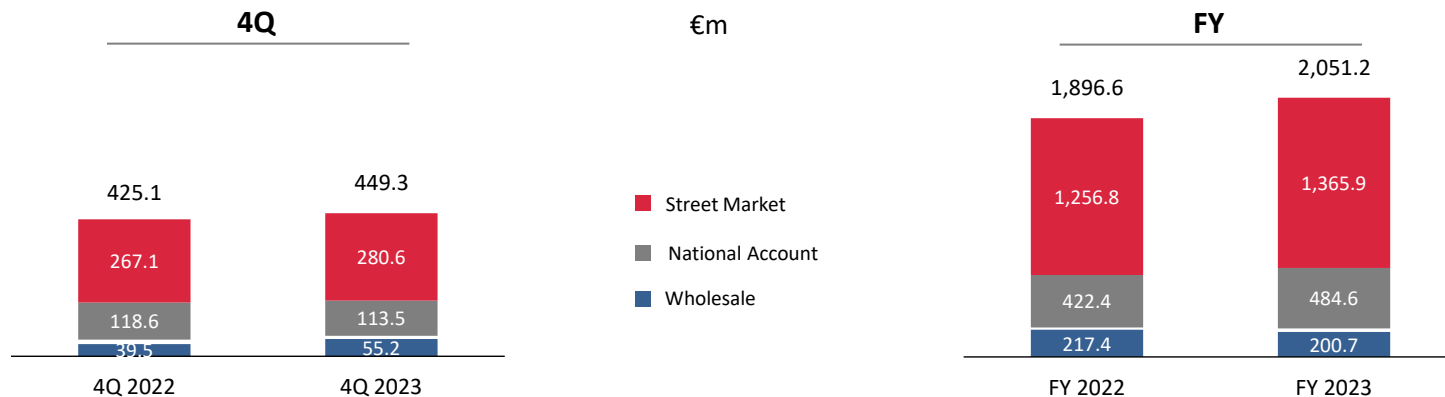 4Q
€m
FY
425.1
449.3
267.1
280.6
118.6
113.5
39.5
55.2
4Q 2022
4Q 2023
Street Market
National Account
Wholesale
1,896.6
2,051.2
1,256.8
1,365.9
422.4
484.6
217.4
200.7
FY 2022
FY 2023